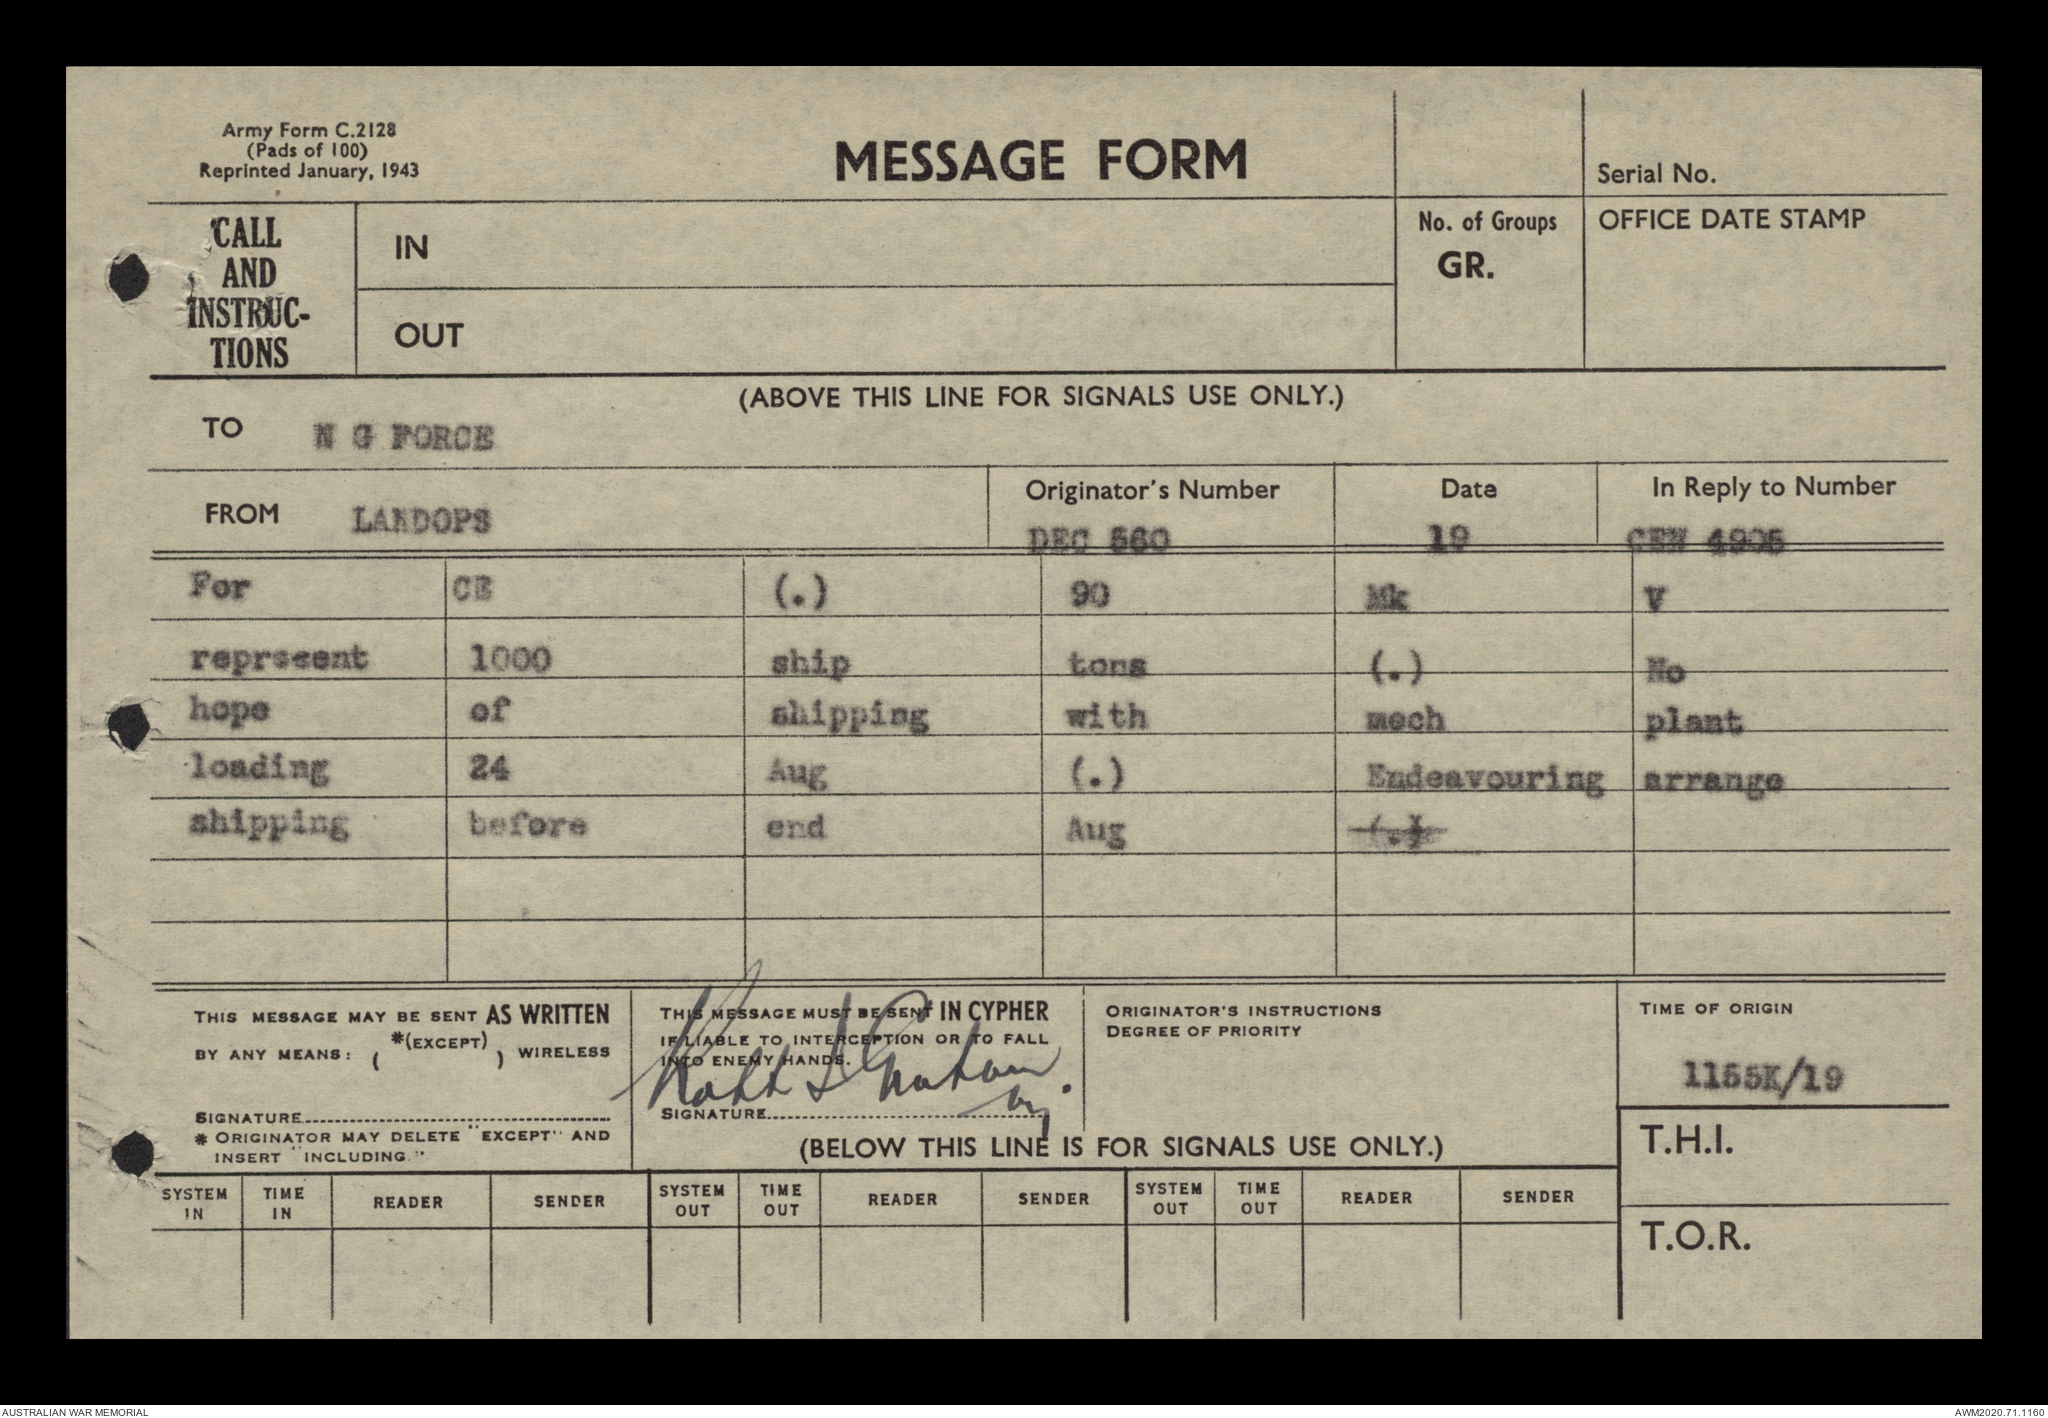 Army Form C.2128
(Pads of 100)
Reprinted January, 1943
MESSAGE FORM
Serial No.
CALL
AND
INSTRUC-
TIONS
IN
OUT
No. of Groups
GR.
OFFICE DATE STAMP
(ABOVE THIS LINE FOR SIGNALS USE ONLY.)
TO N G FORCE
FROM LANDOPS
Originator's Number
DEC 560
Date
19
In Reply to Number
CEN 4905
For CE (.) 90 Mk V
represent 1000 ship tons (.) No
hope of shipping with mech plant
loading 24 Aug (.) Endeavouring arrange
shipping before end Aug (.)
THIS MESSAGE MAY BE SENT AS WRITTEN
BY ANY MEANS: ( *(EXCEPT) ) WIRELESS
SIGNATURE
* ORIGINATOR MAY DELETE "EXCEPT" AND
INSERT "INCLUDING"
THIS MESSAGE MUST BE SENT IN CYPHER
IF LIABLE TO INTERCEPTION OR TO FALL
INTO ENEMY HANDS.
SIGNATURE
ORIGINATOR'S INSTRUCTIONS
DEGREE OF PRIORITY
TIME OF ORIGIN
1155K/19
(BELOW THIS LINE IS FOR SIGNALS USE ONLY.)
T.H.I.
T.O.R.
SYSTEM IN TIME IN READER SENDER SYSTEM OUT TIME OUT READER SENDER SYSTEM OUT TIME OUT READER SENDER
AUSTRALIAN WAR MEMORIAL
AWM2020.71.1160